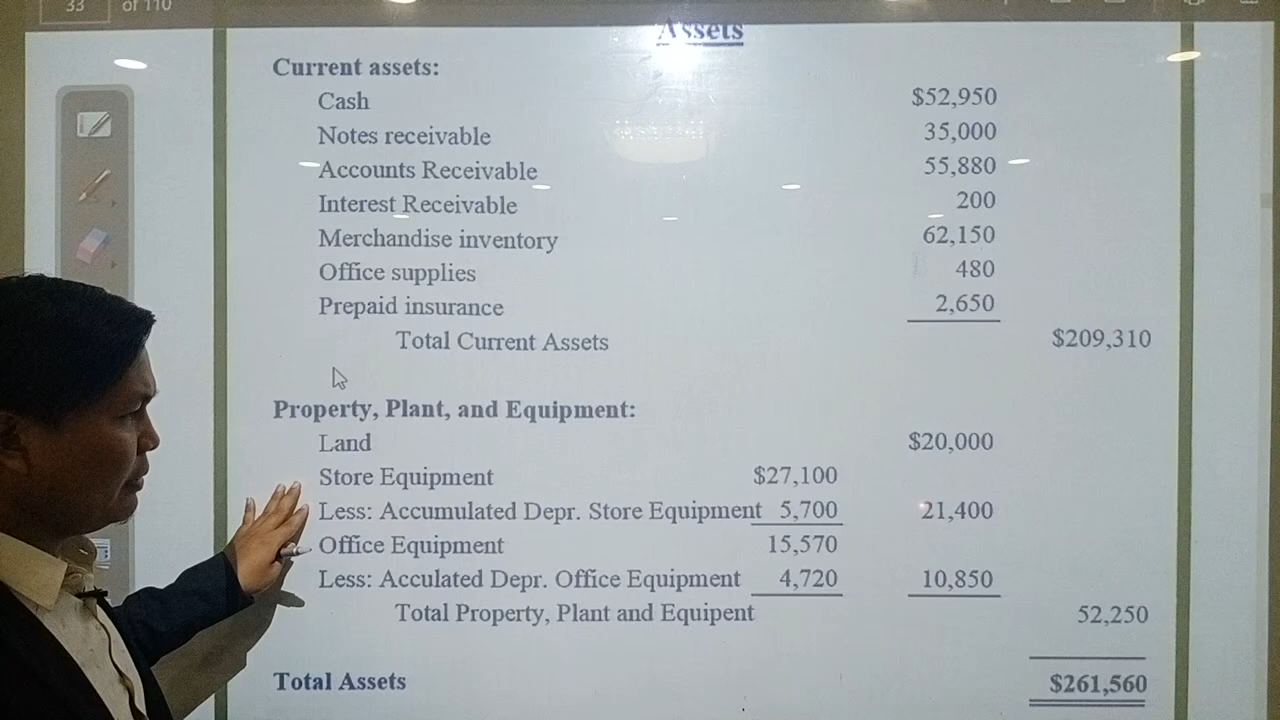 33 of 110
Assets
Current assets:
Cash $52,950
Notes receivable 35,000
Accounts Receivable 55,880
Interest Receivable 200
Merchandise inventory 62,150
Office supplies 480
Prepaid insurance 2,650
Total Current Assets $209,310
Property, Plant, and Equipment:
Land $20,000
Store Equipment $27,100
Less: Accumulated Depr. Store Equipment 5,700 21,400
Office Equipment 15,570
Less: Acculated Depr. Office Equipment 4,720 10,850
Total Property, Plant and Equipent 52,250
Total Assets $261,560